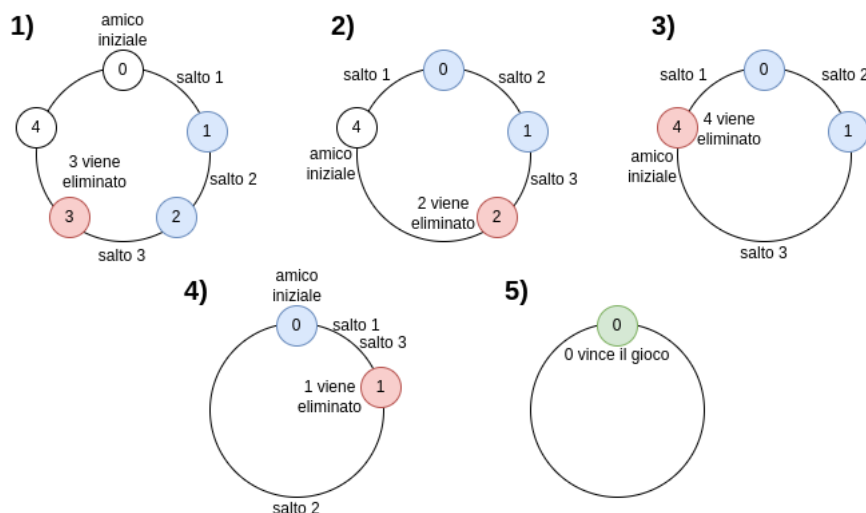 1)
amico
iniziale
0
salto 1
1
salto 2
2
salto 3
3
3 viene
eliminato
4
2)
salto 1
0
salto 2
1
salto 3
2
2 viene
eliminato
4
amico
iniziale
3)
salto 1
0
salto 2
1
4
4 viene
eliminato
amico
iniziale
salto 3
4)
amico
iniziale
0
salto 1
salto 3
1
1 viene
eliminato
salto 2
5)
0
0 vince il gioco